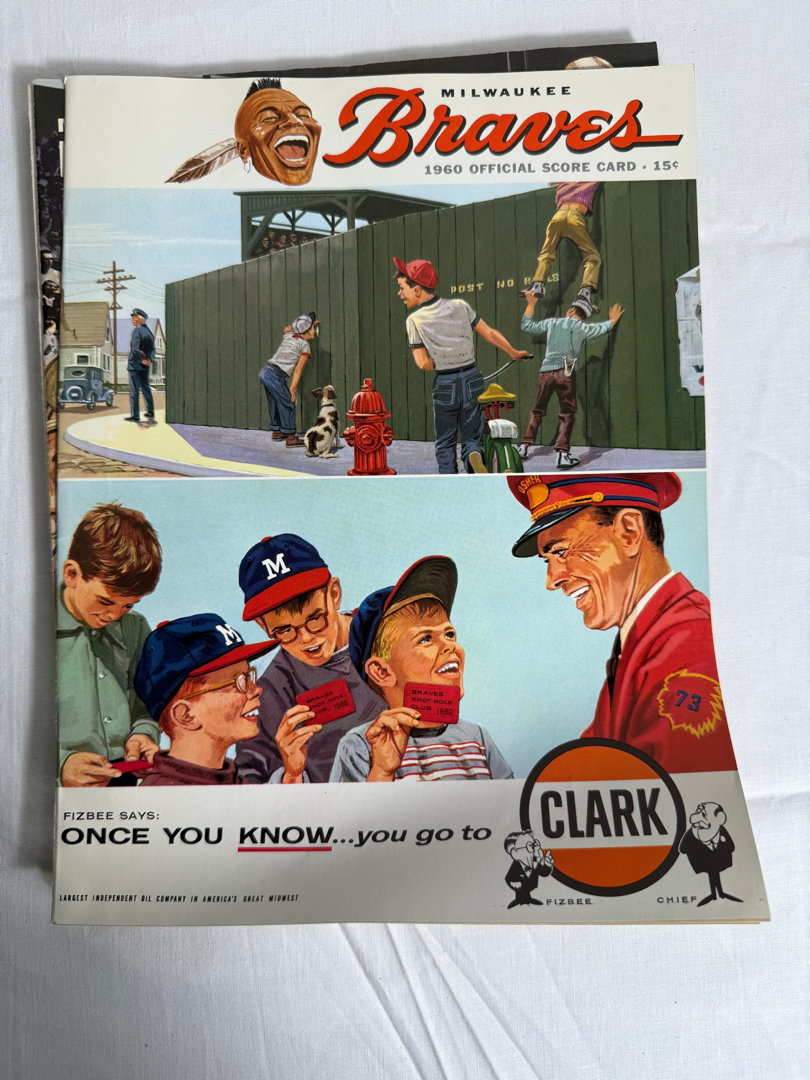 MILWAUKEE
Braves
1960 OFFICIAL SCORE CARD · 15¢
POST NO B LS
USHER
M
M
BRAVES
KNOT HOLE
CLUB 1960
BRAVES
KNOT HOLE
CLUB 1960
73
FIZBEE SAYS:
ONCE YOU KNOW...you go to
CLARK
LARGEST INDEPENDENT OIL COMPANY IN AMERICA'S GREAT MIDWEST
FIZBEE
CHIEF